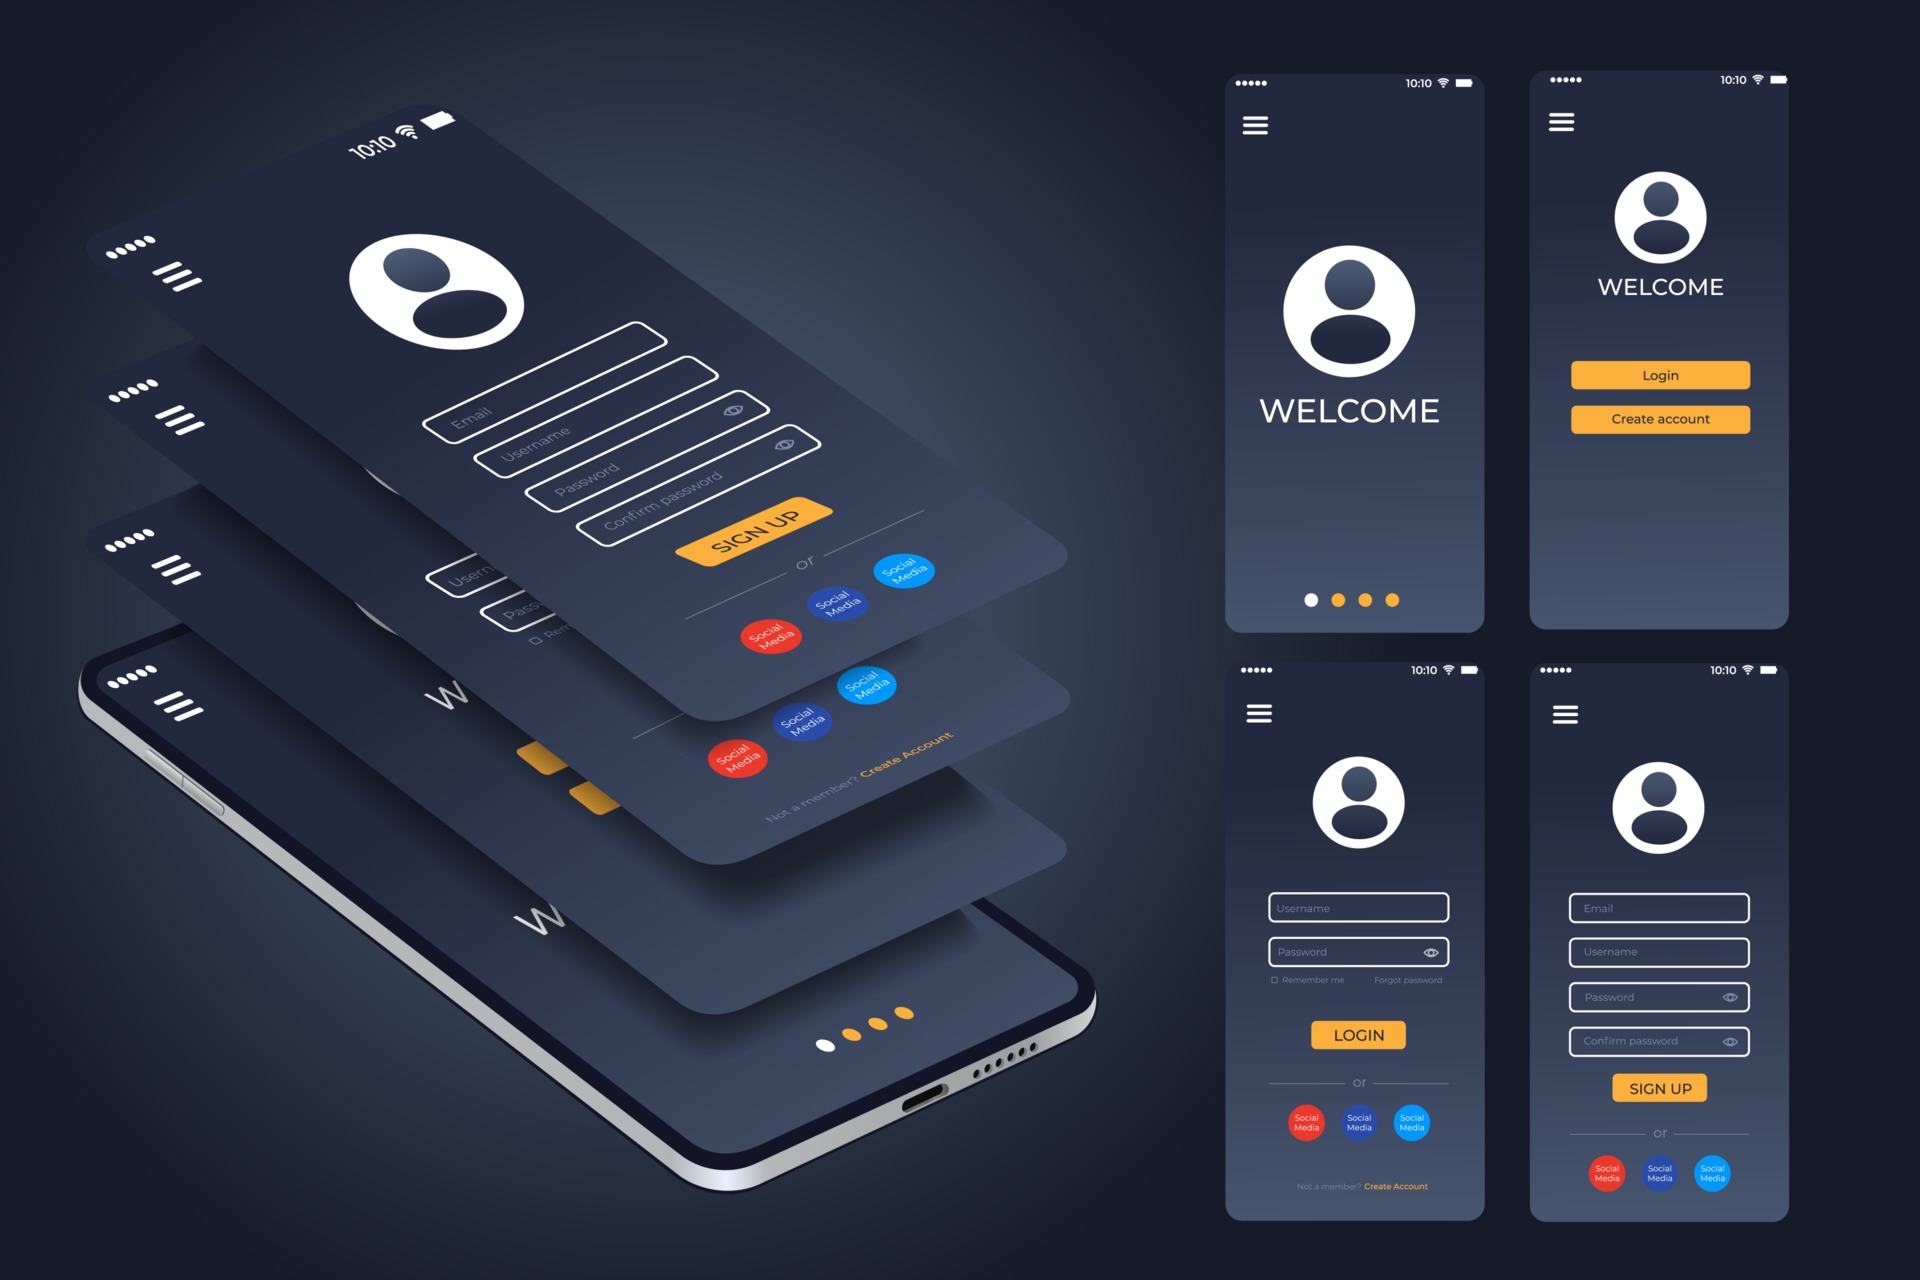 10:10
Email
Username
Password
Confirm password
SIGN UP
or
Social
Media
Social
Media
Social
Media
Usern
Pass
Rem
Social
Media
Social
Media
Social
Media
Not a member? Create Account
W
W
10:10
WELCOME
10:10
WELCOME
Login
Create account
10:10
Username
Password
Remember me Forgot password
LOGIN
or
Social Social Social
Media Media Media
Not a member? Create Account
10:10
Email
Username
Password
Confirm password
SIGN UP
or
Social Social Social
Media Media Media